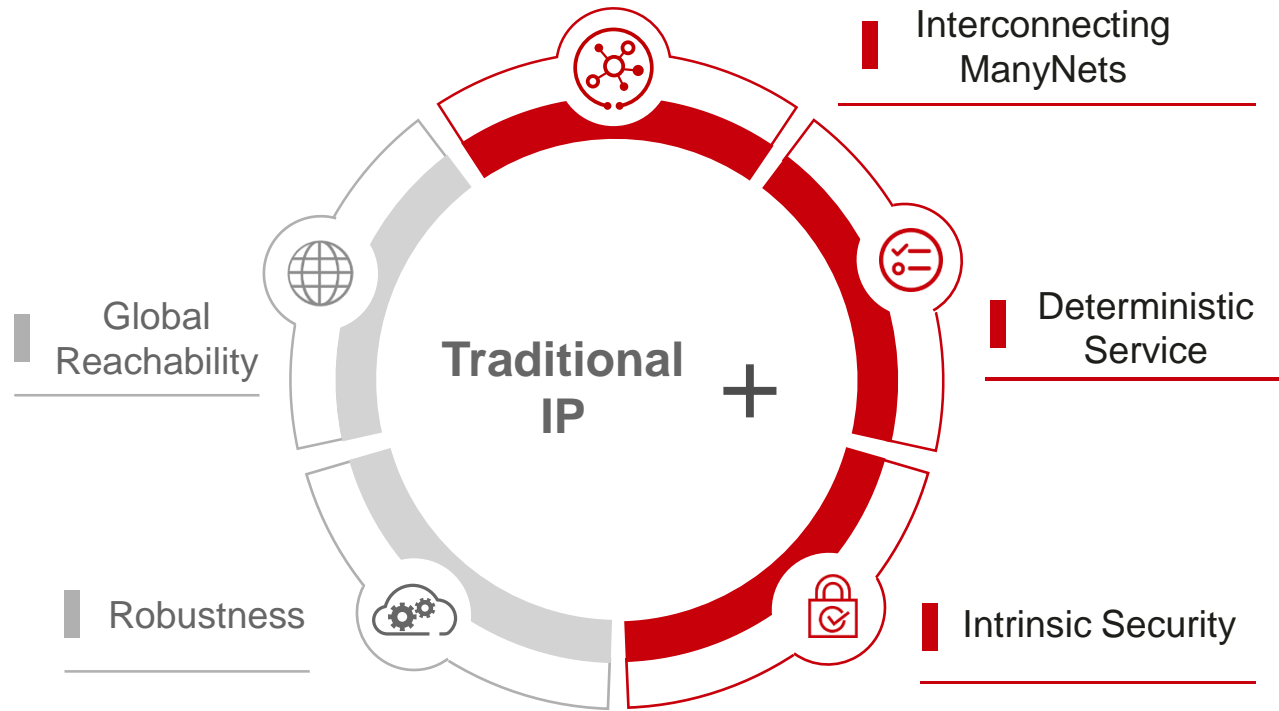 Interconnecting
ManyNets
Deterministic
Service
Intrinsic Security
Robustness
Global
Reachability
Traditional
IP
+